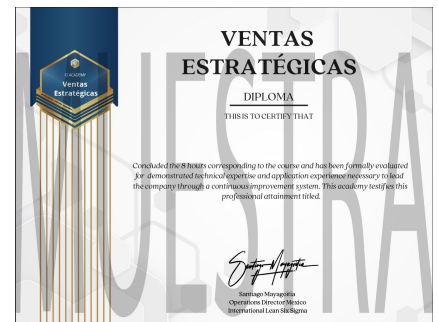 MUESTRA
IC ACADEMY
Ventas
Estratégicas
VENTAS
ESTRATÉGICAS
DIPLOMA
THIS IS TO CERTIFY THAT
Concluded the 8 hours corresponding to the course and has been formally evaluated
for demonstrated technical expertise and application experience necessary to lead
the company through a continuous improvement system. This academy testifies this
professional attainment titled.
Santiago Mayagoitia
Santiago Mayagoitia
Operations Director Mexico
International Lean Six Sigma